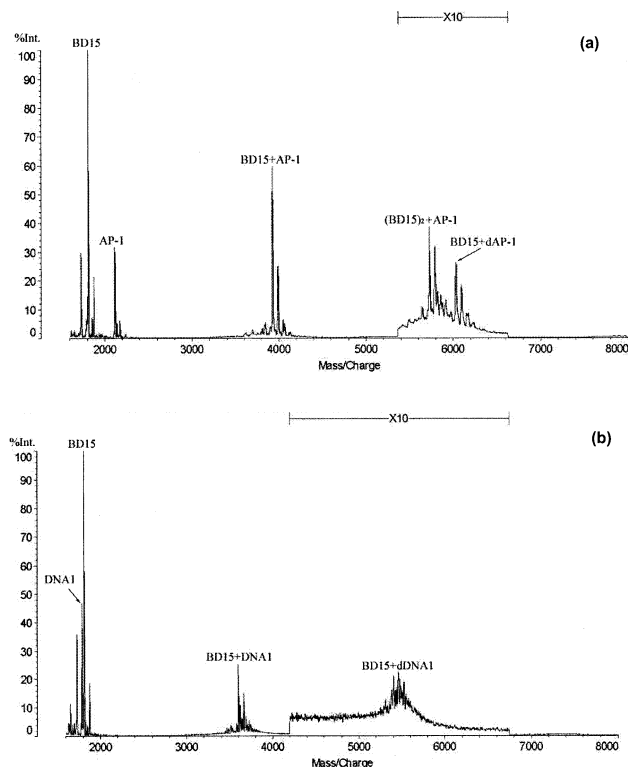 X10
(a)
%Int.
BD15
100
90
80
70
60
50
40
30
20
10
0
AP-1
BD15+AP-1
(BD15)₂+AP-1
BD15+dAP-1
2000 3000 4000 5000 6000 7000 8000
Mass/Charge
X10
(b)
%Int.
BD15
100
90
80
70
60
50
40
30
20
10
0
DNA1
BD15+DNA1
BD15+dDNA1
2000 3000 4000 5000 6000 7000 8000
Mass/Charge